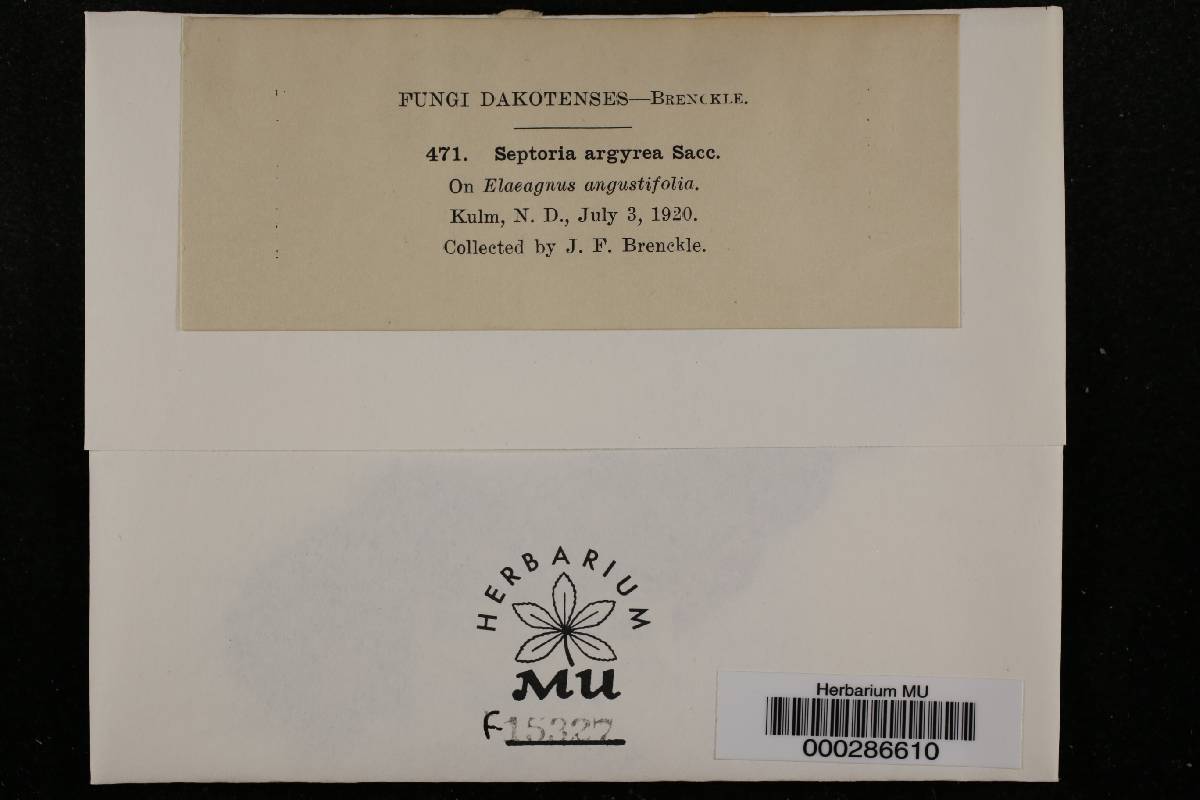 FUNGI DAKOTENSES—BRENCKLE.
471. Septoria argyrea Sacc.
On Elaeagnus angustifolia.
Kulm, N. D., July 3, 1920.
Collected by J. F. Brenckle.
HERBARIUM
MU
F15327
Herbarium MU
000286610